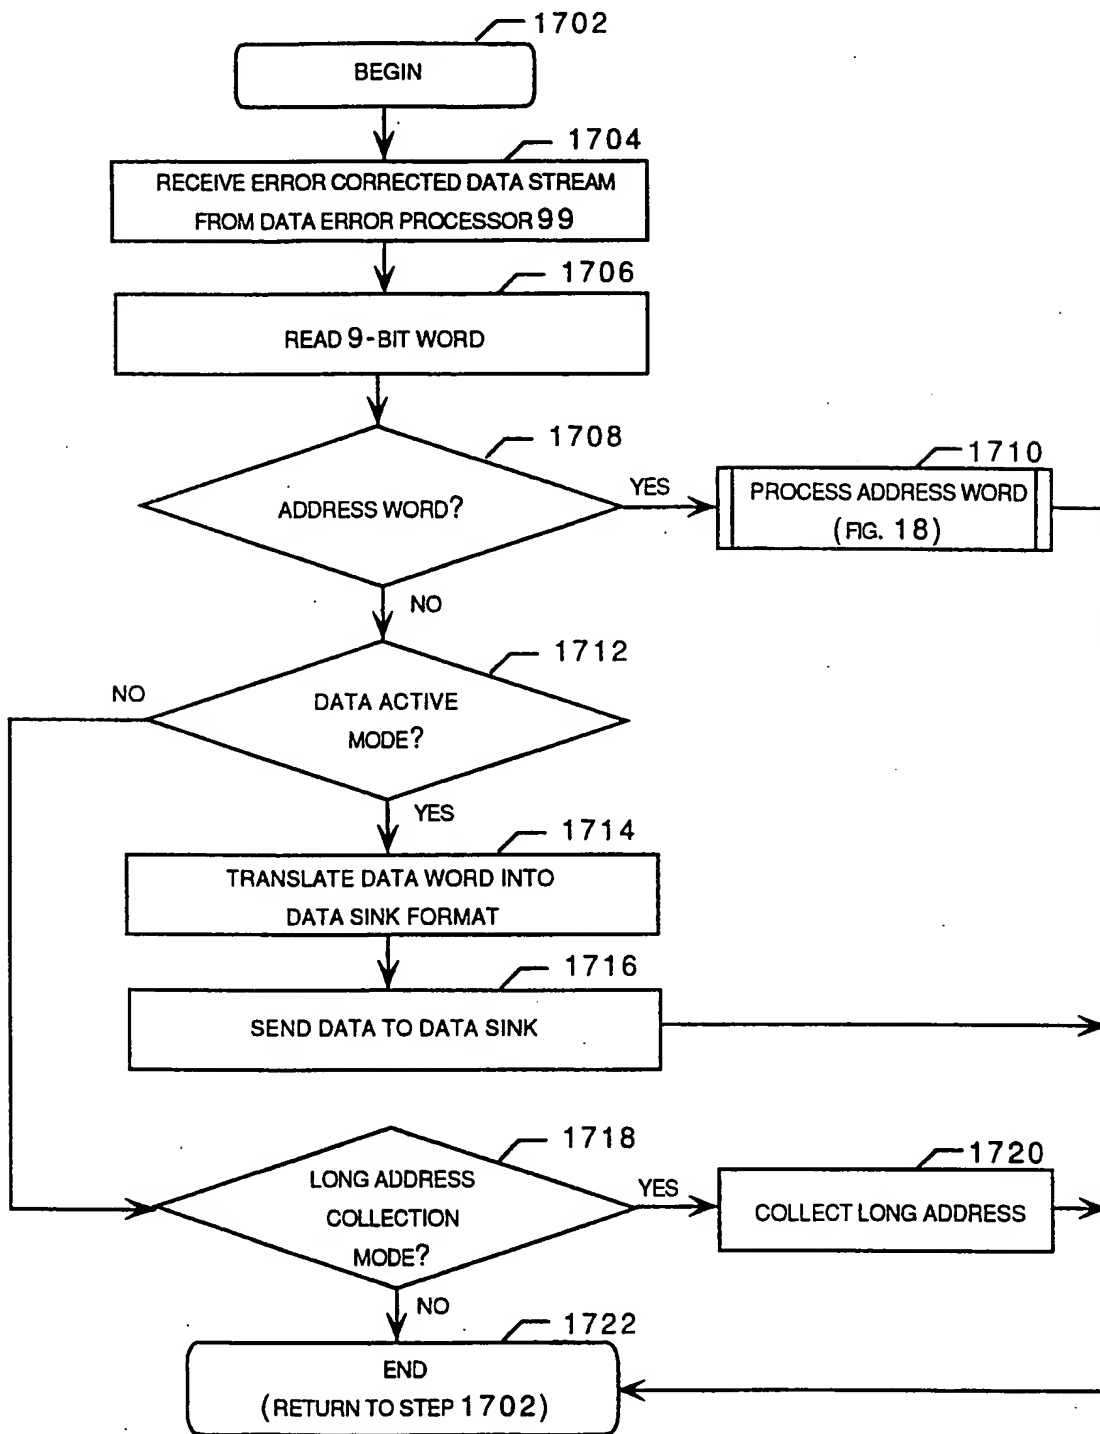 1702
BEGIN
1704
RECEIVE ERROR CORRECTED DATA STREAM
FROM DATA ERROR PROCESSOR 99
1706
READ 9-BIT WORD
1708
ADDRESS WORD?
YES
1710
PROCESS ADDRESS WORD
(FIG. 18)
NO
1712
NO
DATA ACTIVE
MODE?
YES
1714
TRANSLATE DATA WORD INTO
DATA SINK FORMAT
1716
SEND DATA TO DATA SINK
1718
LONG ADDRESS
COLLECTION
MODE?
YES
1720
COLLECT LONG ADDRESS
NO
1722
END
(RETURN TO STEP 1702)